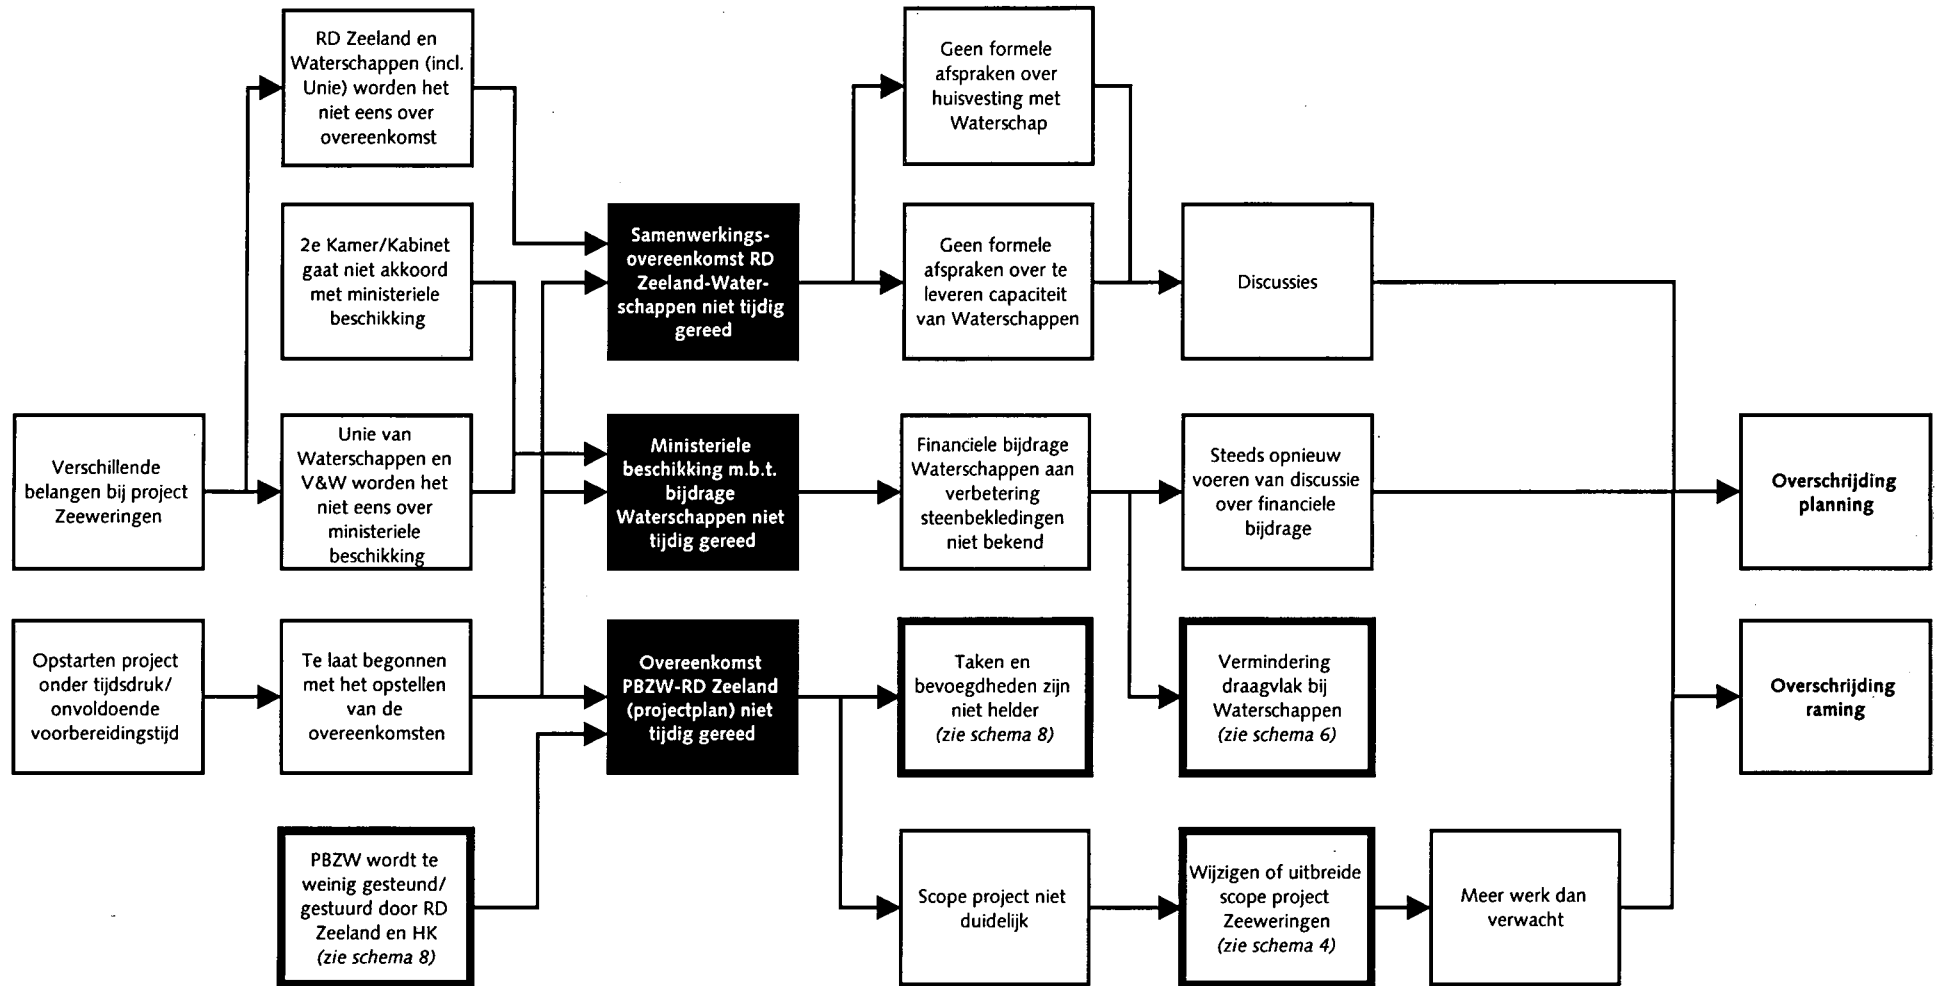 RD Zeeland en
Waterschappen (incl.
Unie) worden het
niet eens over
overeenkomst
Geen formele
afspraken over
huisvesting met
Waterschap
2e Kamer/Kabinet
gaat niet akkoord
met ministeriele
beschikking
Samenwerkings-
overeenkomst RD
Zeeland-Water-
schappen niet tijdig
gereed
Geen formele
afspraken over te
leveren capaciteit
van Waterschappen
Discussies
Verschillende
belangen bij project
Zeeweringen
Unie van
Waterschappen en
V&W worden het
niet eens over
ministeriele
beschikking
Ministeriele
beschikking m.b.t.
bijdrage
Waterschappen niet
tijdig gereed
Financiele bijdrage
Waterschappen aan
verbetering
steenbekledingen
niet bekend
Steeds opnieuw
voeren van discussie
over financiele
bijdrage
Overschrijding
planning
Opstarten project
onder tijdsdruk/
onvoldoende
voorbereidingstijd
Te laat begonnen
met het opstellen
van de
overeenkomsten
Overeenkomst
PBZW-RD Zeeland
(projectplan) niet
tijdig gereed
Taken en
bevoegdheden zijn
niet helder
(zie schema 8)
Vermindering
draagvlak bij
Waterschappen
(zie schema 6)
Overschrijding
raming
PBZW wordt te
weinig gesteund/
gestuurd door RD
Zeeland en HK
(zie schema 8)
Scope project niet
duidelijk
Wijzigen of uitbreide
scope project
Zeeweringen
(zie schema 4)
Meer werk dan
verwacht